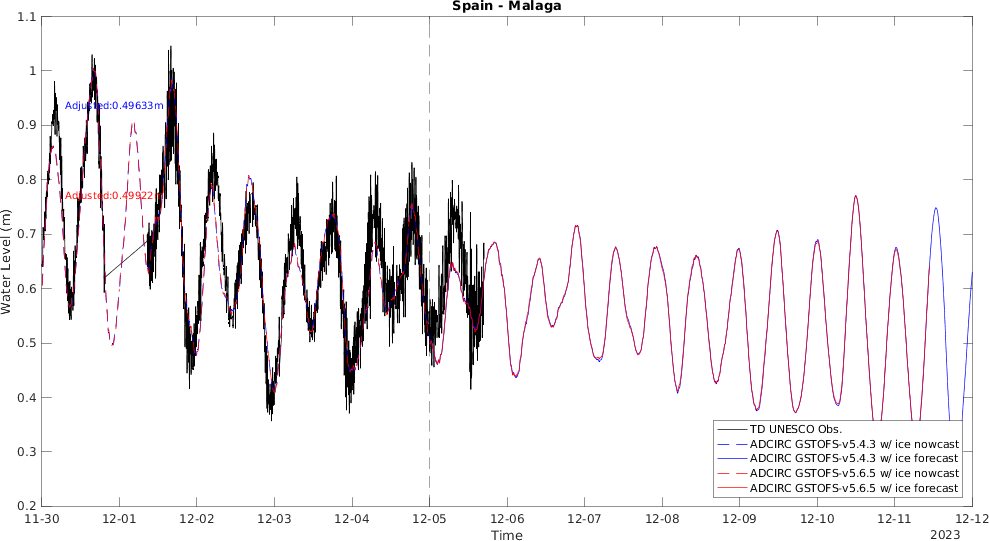 Spain - Malaga
1.1
1
0.9
0.8
0.7
0.6
0.5
0.4
0.3
0.2
Water Level (m)
Adjusted:0.49633m
Adjusted:0.49922
TD UNESCO Obs.
ADCIRC GSTOFS-v5.4.3 w/ ice nowcast
ADCIRC GSTOFS-v5.4.3 w/ ice forecast
ADCIRC GSTOFS-v5.6.5 w/ ice nowcast
ADCIRC GSTOFS-v5.6.5 w/ ice forecast
11-30 12-01 12-02 12-03 12-04 12-05 12-06 12-07 12-08 12-09 12-10 12-11 12-12
Time
2023